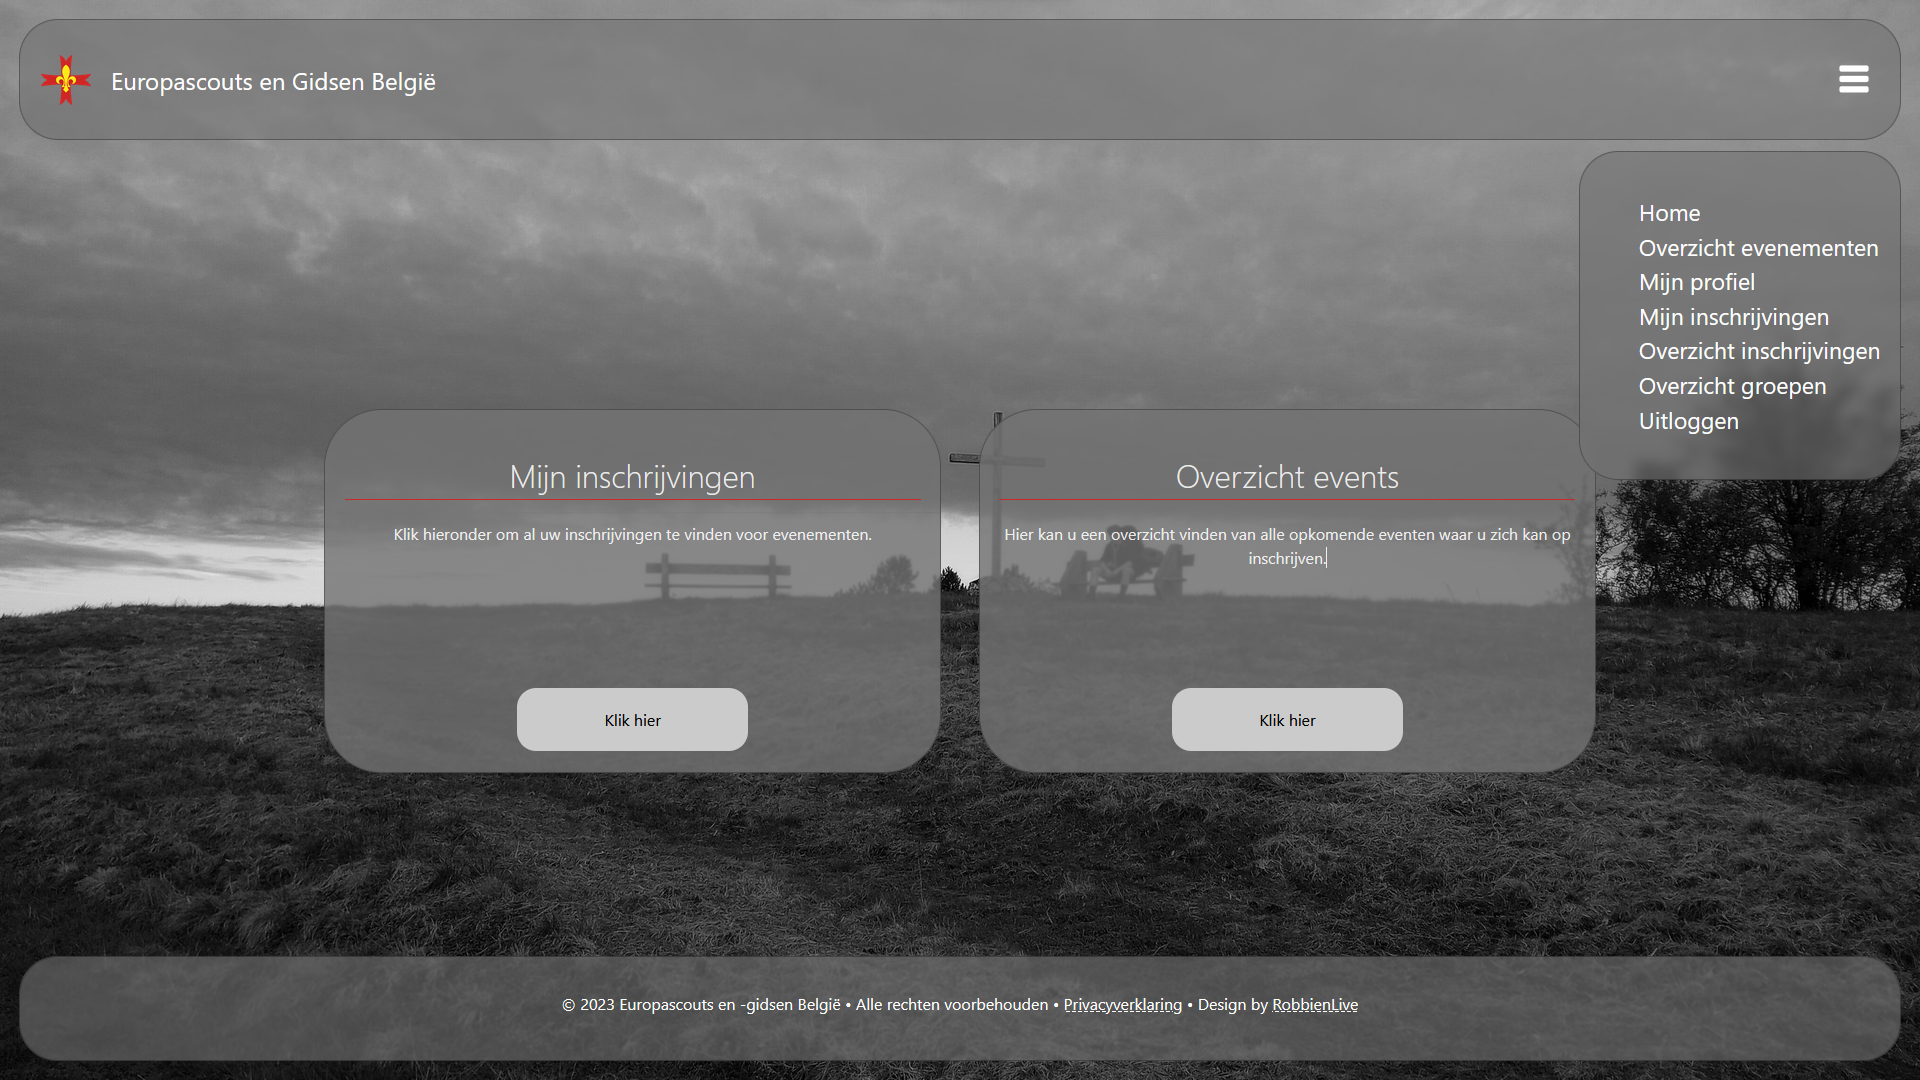 Europascouts en Gidsen België
Home
Overzicht evenementen
Mijn profiel
Mijn inschrijvingen
Overzicht inschrijvingen
Overzicht groepen
Uitloggen
Mijn inschrijvingen
Klik hieronder om al uw inschrijvingen te vinden voor evenementen.
Klik hier
Overzicht events
Hier kan u een overzicht vinden van alle opkomende eventen waar u zich kan op
inschrijven.
Klik hier
© 2023 Europascouts en -gidsen België • Alle rechten voorbehouden • Privacyverklaring • Design by RobbienLive